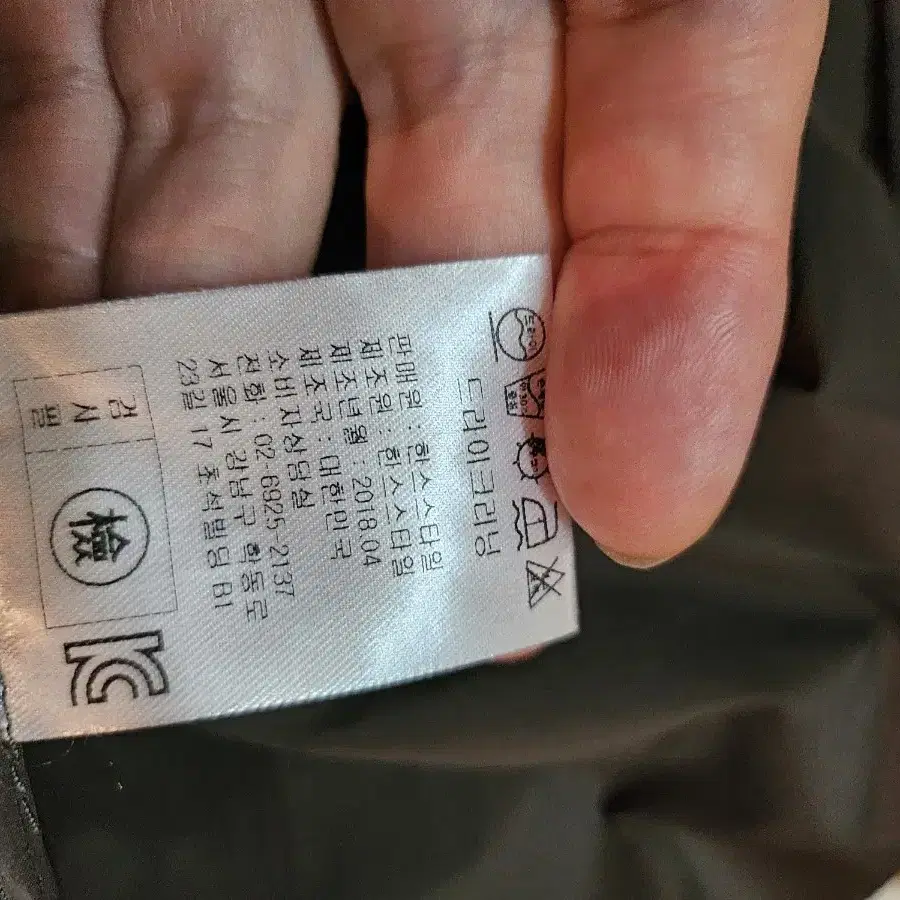 드라이크리닝
판매원 : 한스스타일
제조원 : 한스스타일
제조년월 : 2018.04
제조국 : 대한민국
소비자상담실
전화 : 02-6925-2137
서울시 강남구 학동로
23길 17 준석빌딩 B1
검사필
檢